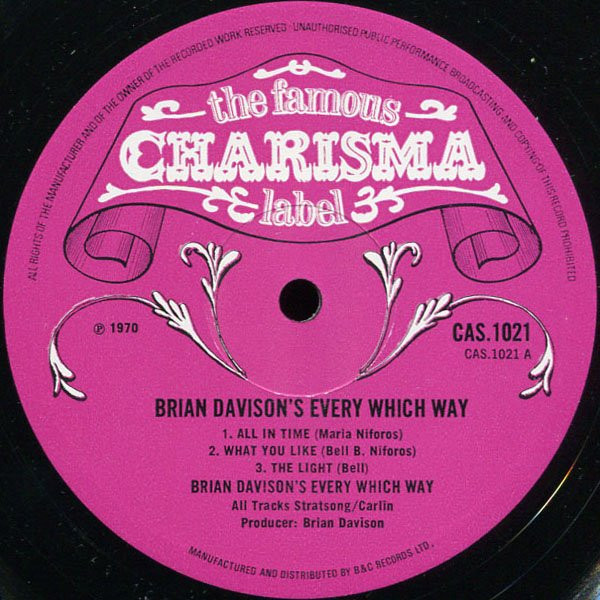 ALL RIGHTS OF THE MANUFACTURER AND OF THE OWNER OF THE RECORDED WORK RESERVED · UNAUTHORISED PUBLIC PERFORMANCE BROADCASTING AND COPYING OF THIS RECORD PROHIBITED
the famous
CHARISMA
label
℗ 1970
CAS.1021
CAS.1021 A
BRIAN DAVISON'S EVERY WHICH WAY
1. ALL IN TIME (Maria Niforos)
2. WHAT YOU LIKE (Bell B. Niforos)
3. THE LIGHT (Bell)
BRIAN DAVISON'S EVERY WHICH WAY
All Tracks Stratsong/Carlin
Producer: Brian Davison
MANUFACTURED AND DISTRIBUTED BY B&C RECORDS LTD.